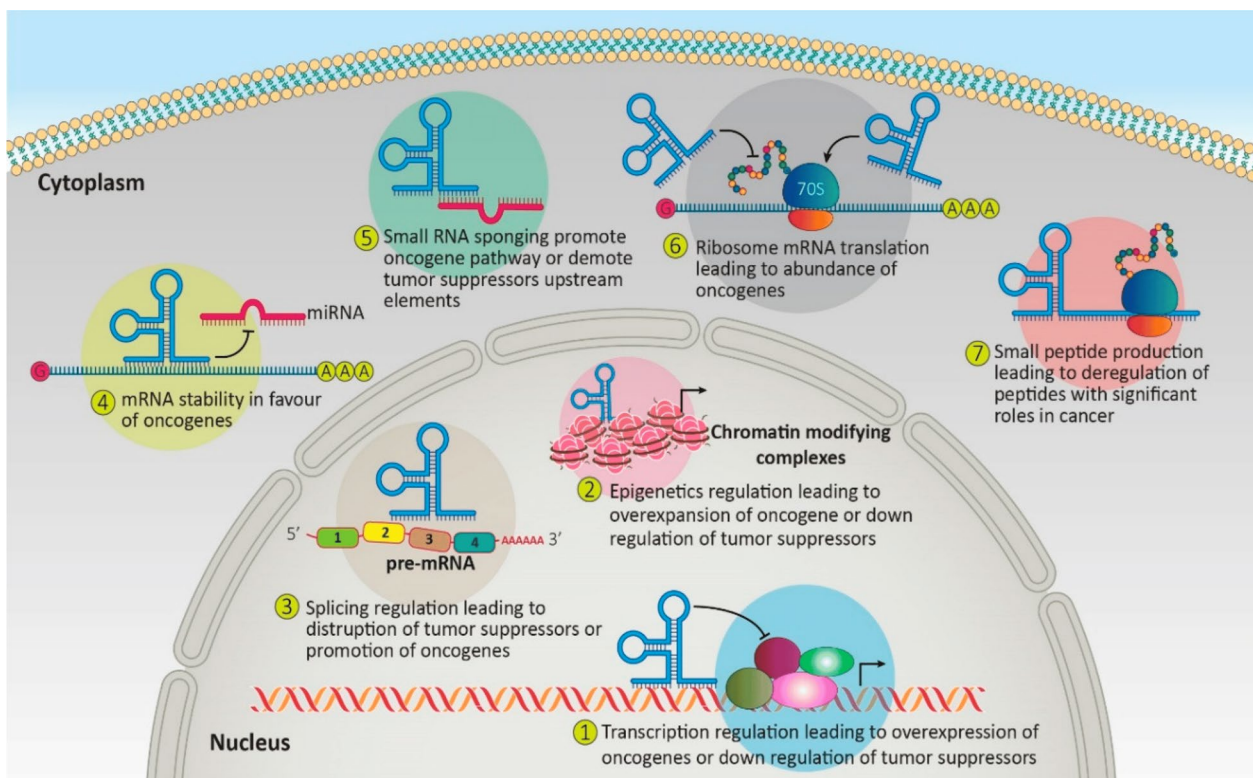 Cytoplasm
5 Small RNA sponging promote
oncogene pathway or demote
tumor suppressors upstream
elements
70S
G
AAA
6 Ribosome mRNA translation
leading to abundance of
oncogenes
7 Small peptide production
leading to deregulation of
peptides with significant
roles in cancer
miRNA
G
AAA
4 mRNA stability in favour
of oncogenes
Chromatin modifying
complexes
2 Epigenetics regulation leading to
overexpansion of oncogene or down
regulation of tumor suppressors
5' 1 2 3 4 AAAAAA 3'
pre-mRNA
3 Splicing regulation leading to
distruption of tumor suppressors or
promotion of oncogenes
Nucleus
1 Transcription regulation leading to overexpression of
oncogenes or down regulation of tumor suppressors